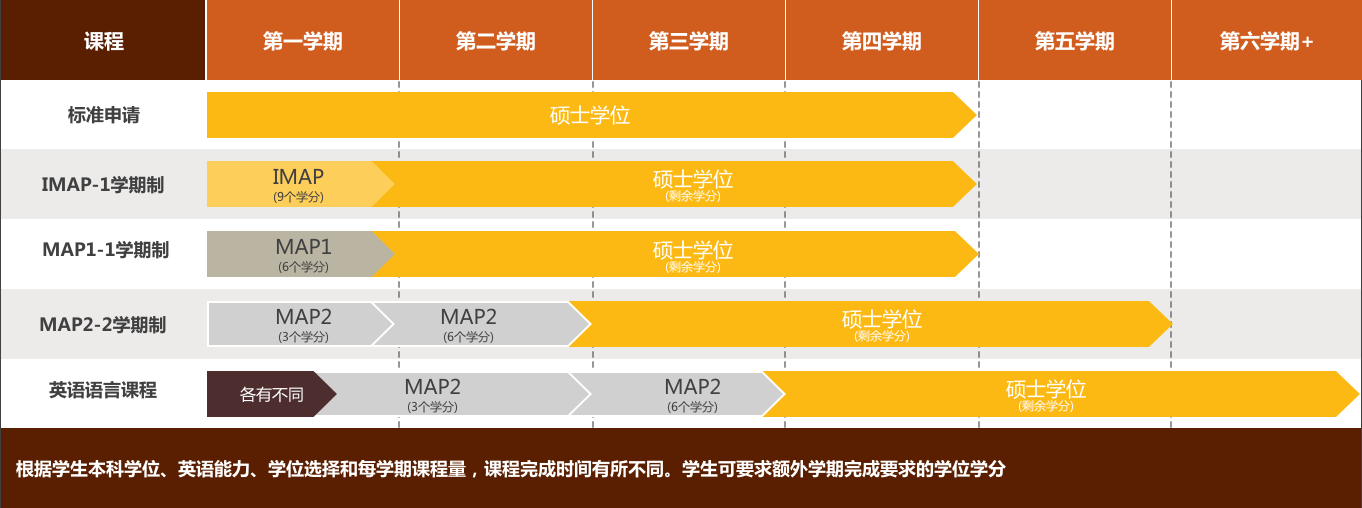 课程 第一学期 第二学期 第三学期 第四学期 第五学期 第六学期+
标准申请 硕士学位
IMAP-1学期制 IMAP 硕士学位
(9个学分) (剩余学分)
MAP1-1学期制 MAP1 硕士学位
(6个学分) (剩余学分)
MAP2-2学期制 MAP2 MAP2 硕士学位
(3个学分) (6个学分) (剩余学分)
英语语言课程 各有不同 MAP2 MAP2 硕士学位
(3个学分) (6个学分) (剩余学分)
根据学生本科学位、英语能力、学位选择和每学期课程量，课程完成时间有所不同。学生可要求额外学期完成要求的学位学分